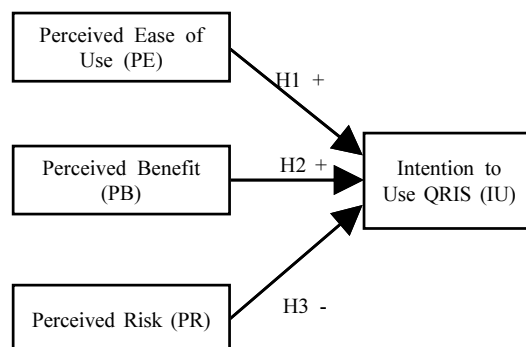 Perceived Ease of
Use (PE)
H1 +
Perceived Benefit
(PB)
H2 +
Intention to
Use QRIS (IU)
Perceived Risk (PR)
H3 -